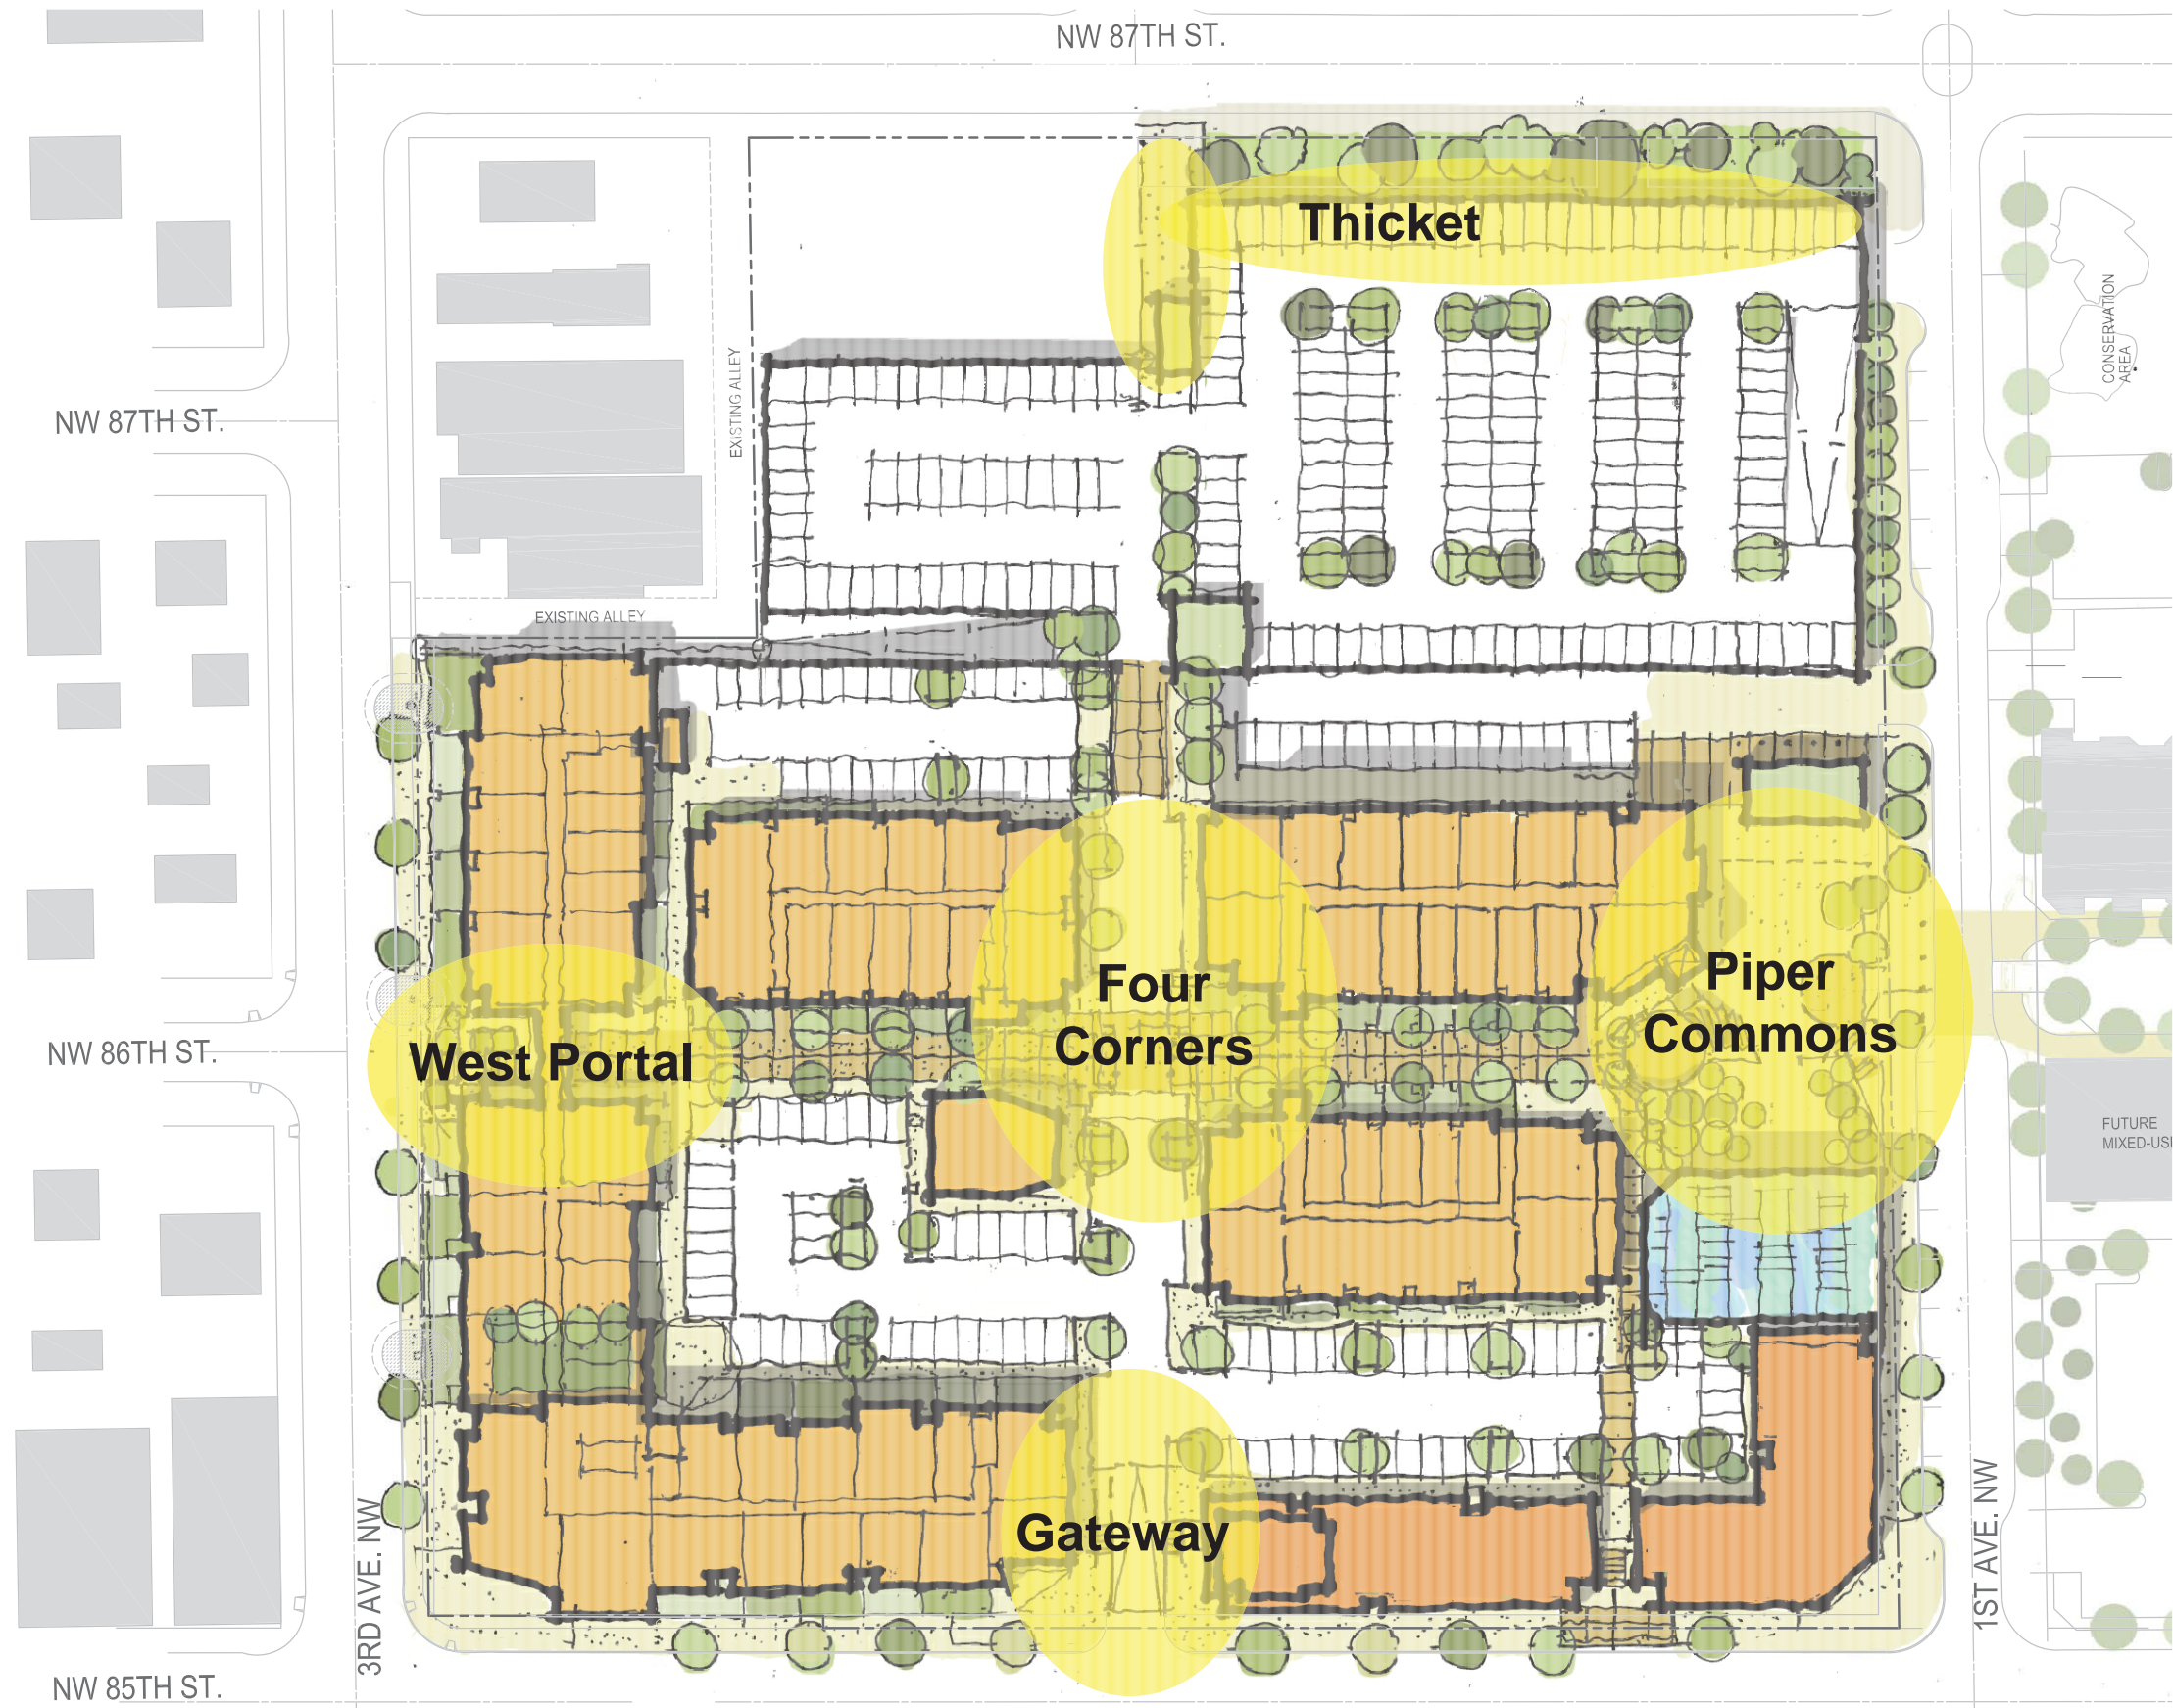 NW 87TH ST.
Thicket
CONSERVATION
AREA
EXISTING ALLEY
NW 87TH ST.
EXISTING ALLEY
Four
Corners
Piper
Commons
West Portal
NW 86TH ST.
FUTURE
Gateway
3RD AVE. NW
1ST AVE. NW
NW 85TH ST.